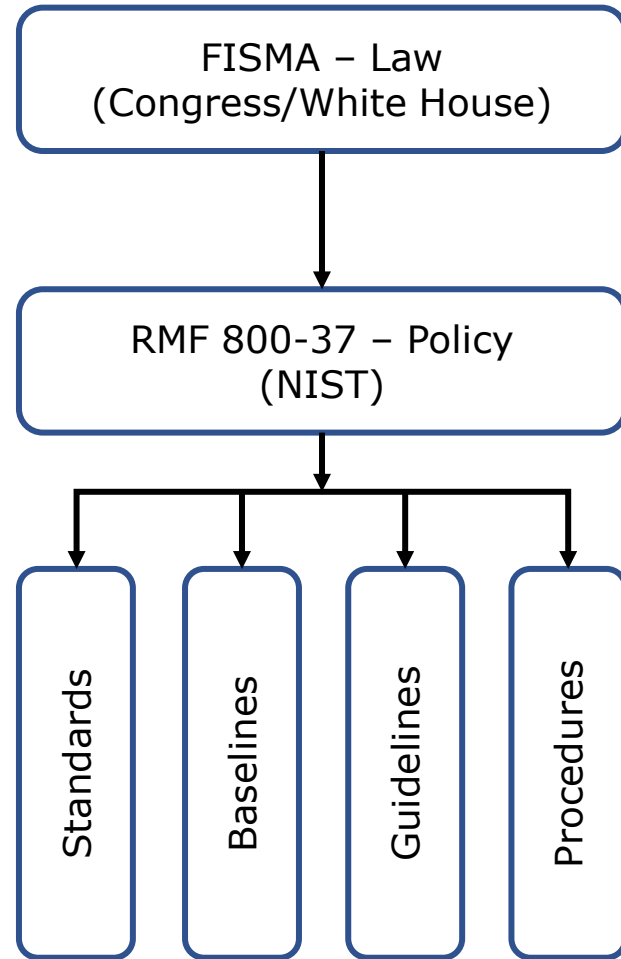 FISMA – Law
(Congress/White House)
RMF 800-37 – Policy
(NIST)
Standards
Baselines
Guidelines
Procedures